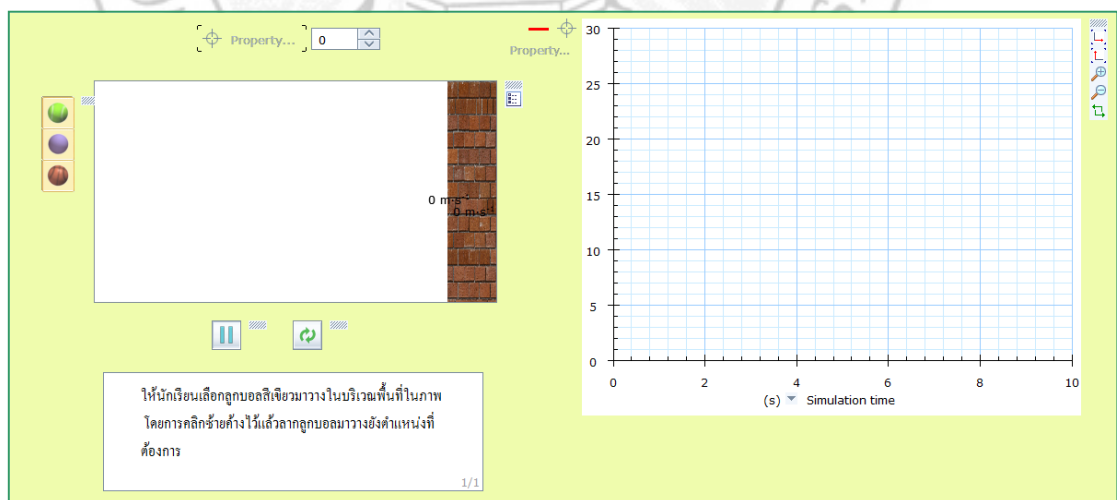 Property...
0
Property...
30
25
20
15
10
5
0
0 m·s⁻¹
0 m·s⁻¹
0 2 4 6 8 10
(s) Simulation time
ให้นักเรียนเลือกลูกบอลสีเขียวมาวางในบริเวณพื้นที่ในภาพ
โดยการคลิกซ้ายค้างไว้แล้วลากลูกบอลมาวางยังตำแหน่งที่
ต้องการ
1/1